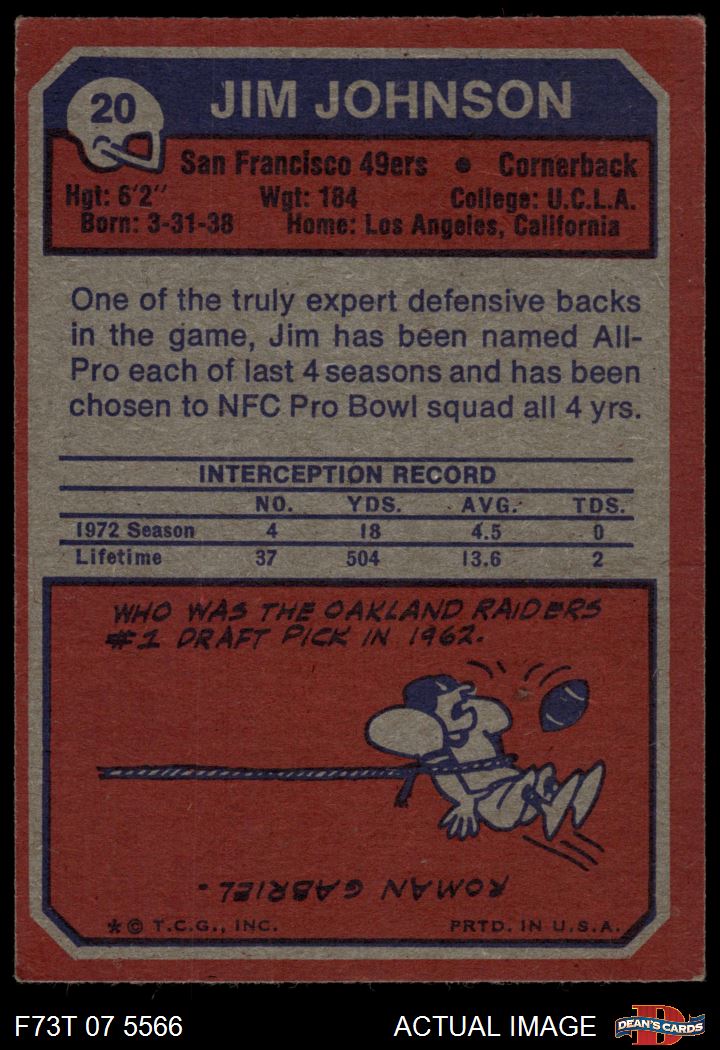 20
JIM JOHNSON
San Francisco 49ers • Cornerback
Hgt: 6'2" Wgt: 184 College: U.C.L.A.
Born: 3-31-38 Home: Los Angeles, California
One of the truly expert defensive backs
in the game, Jim has been named All-
Pro each of last 4 seasons and has been
chosen to NFC Pro Bowl squad all 4 yrs.
INTERCEPTION RECORD
NO. YDS. AVG. TDS.
1972 Season 4 18 4.5 0
Lifetime 37 504 13.6 2
WHO WAS THE OAKLAND RAIDERS
#1 DRAFT PICK IN 1962.
ROMAN GABRIEL.
* © T.C.G., INC. PRTD. IN U.S.A.
F73T 07 5566 ACTUAL IMAGE D DEAN'S CARDS